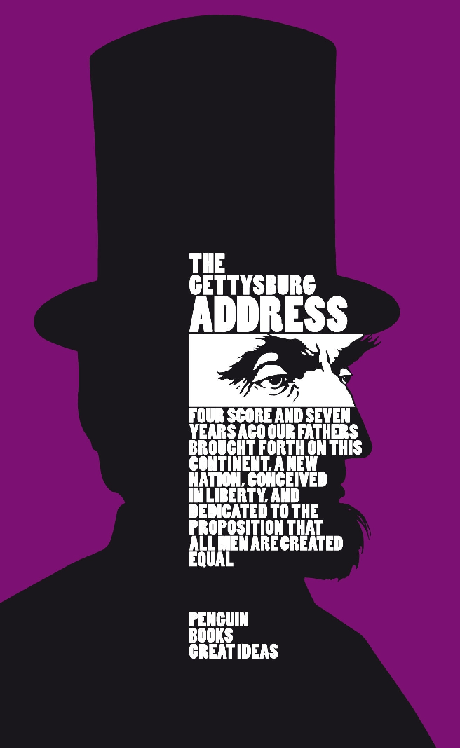 THE
GETTYSBURG
ADDRESS
FOUR SCORE AND SEVEN
YEARS AGO OUR FATHERS
BROUGHT FORTH ON THIS
CONTINENT, A NEW
NATION, CONCEIVED
IN LIBERTY, AND
DEDICATED TO THE
PROPOSITION THAT
ALL MEN ARE CREATED
EQUAL
PENGUIN
BOOKS
GREAT IDEAS